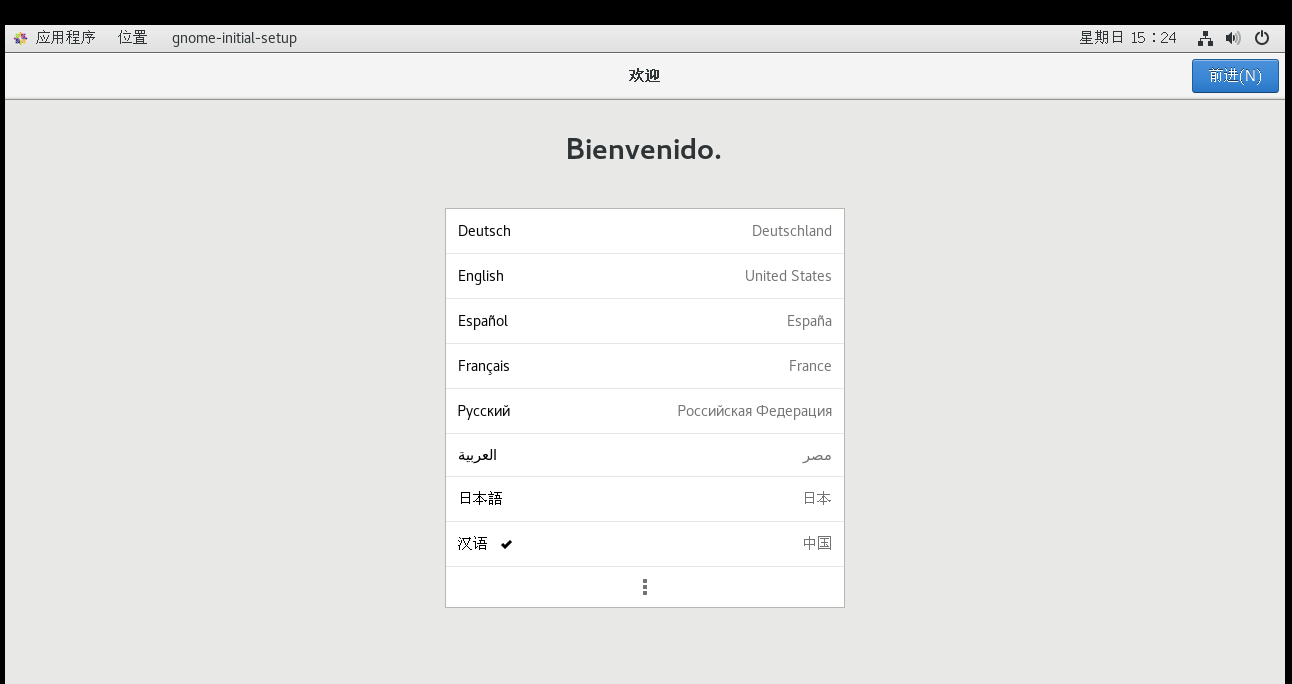 应用程序 位置 gnome-initial-setup 星期日 15：24
欢迎 前进(N)
Bienvenido.
Deutsch Deutschland
English United States
Español España
Français France
Русский Российская Федерация
العربية مصر
日本語 日本
汉语 中国